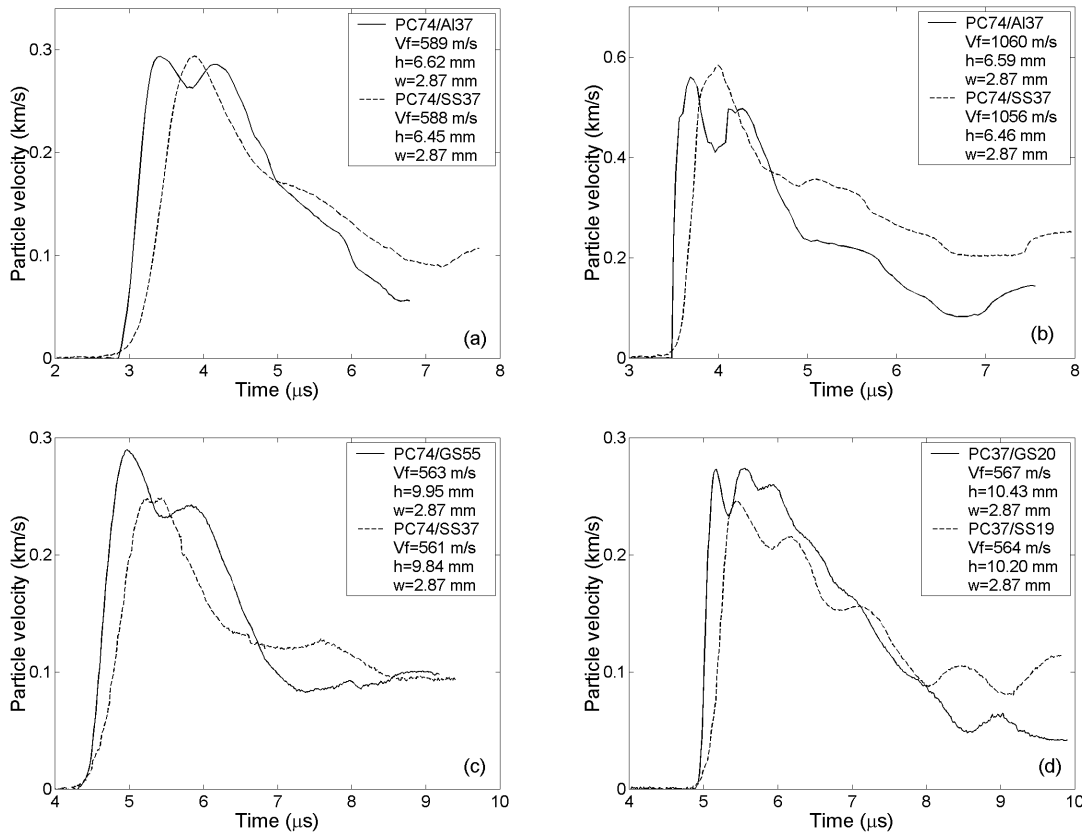 PC74/Al37
Vf=589 m/s
h=6.62 mm
w=2.87 mm
PC74/SS37
Vf=588 m/s
h=6.45 mm
w=2.87 mm
0.3
0.2
0.1
0
Particle velocity (km/s)
2 3 4 5 6 7 8
Time (μs)
(a)
PC74/Al37
Vf=1060 m/s
h=6.59 mm
w=2.87 mm
PC74/SS37
Vf=1056 m/s
h=6.46 mm
w=2.87 mm
0.6
0.4
0.2
0
Particle velocity (km/s)
3 4 5 6 7 8
Time (μs)
(b)
PC74/GS55
Vf=563 m/s
h=9.95 mm
w=2.87 mm
PC74/SS37
Vf=561 m/s
h=9.84 mm
w=2.87 mm
0.3
0.2
0.1
0
Particle velocity (km/s)
4 5 6 7 8 9 10
Time (μs)
(c)
PC37/GS20
Vf=567 m/s
h=10.43 mm
w=2.87 mm
PC37/SS19
Vf=564 m/s
h=10.20 mm
w=2.87 mm
0.3
0.2
0.1
0
Particle velocity (km/s)
4 5 6 7 8 9 10
Time (μs)
(d)